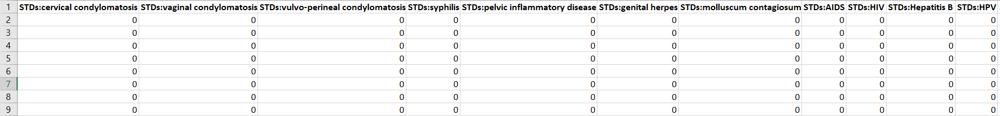 1 STDs:cervical condylomatosis STDs:vaginal condylomatosis STDs:vulvo-perineal condylomatosis STDs:syphilis STDs:pelvic inflammatory disease STDs:genital herpes STDs:molluscum contagiosum STDs:AIDS STDs:HIV STDs:Hepatitis B STDs:HPV
2 0 0 0 0 0 0 0 0 0 0 0
3 0 0 0 0 0 0 0 0 0 0 0
4 0 0 0 0 0 0 0 0 0 0 0
5 0 0 0 0 0 0 0 0 0 0 0
6 0 0 0 0 0 0 0 0 0 0 0
7 0 0 0 0 0 0 0 0 0 0 0
8 0 0 0 0 0 0 0 0 0 0 0
9 0 0 0 0 0 0 0 0 0 0 0